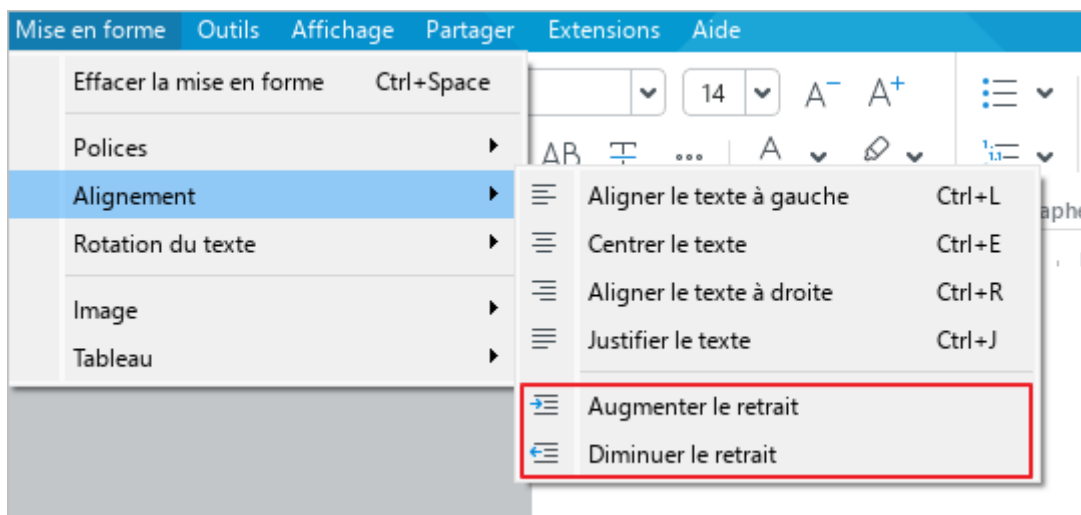 Mise en forme Outils Affichage Partager Extensions Aide
Effacer la mise en forme Ctrl+Space
14 A- A+
Polices
AB T ... A
Alignement
Aligner le texte à gauche Ctrl+L
Rotation du texte
Centrer le texte Ctrl+E
Image
Aligner le texte à droite Ctrl+R
Tableau
Justifier le texte Ctrl+J
Augmenter le retrait
Diminuer le retrait